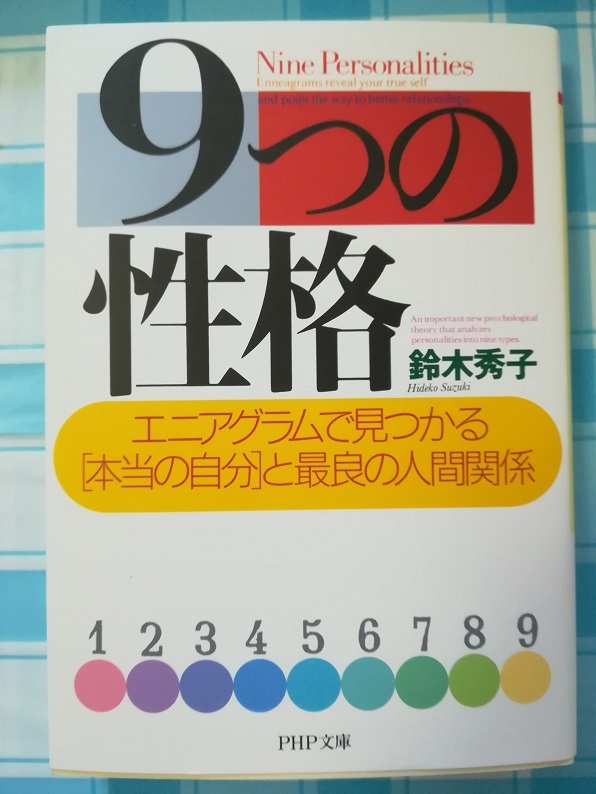 Nine Personalities
Enneagrams reveal your true self
and point the way to better relationships.
9つの
性格
An important new psychological
theory that analyzes
personalities into nine types.
鈴木秀子
Hideko Suzuki
エニアグラムで見つかる
[本当の自分]と最良の人間関係
1 2 3 4 5 6 7 8 9
PHP文庫